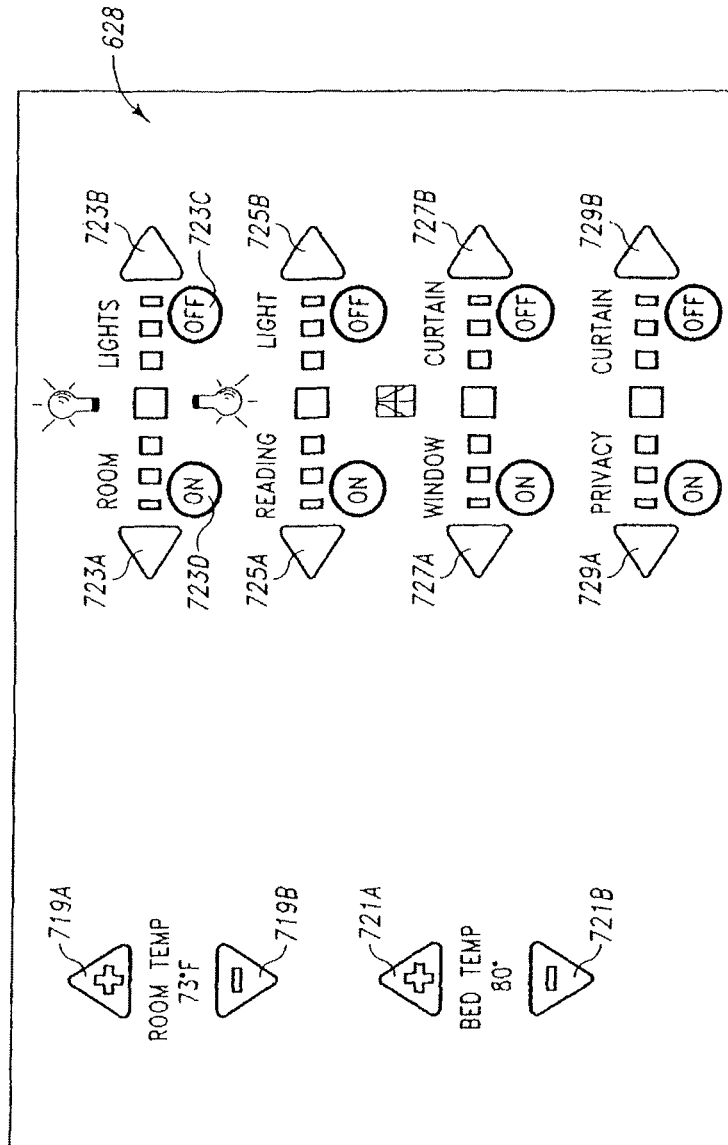 628
719A
ROOM TEMP
73°F
719B
721A
BED TEMP
80°
721B
ROOM LIGHTS
723A
723B
ON OFF
723D
723C
READING LIGHT
725A
725B
ON OFF
WINDOW CURTAIN
727A
727B
ON OFF
PRIVACY CURTAIN
729A
729B
ON OFF